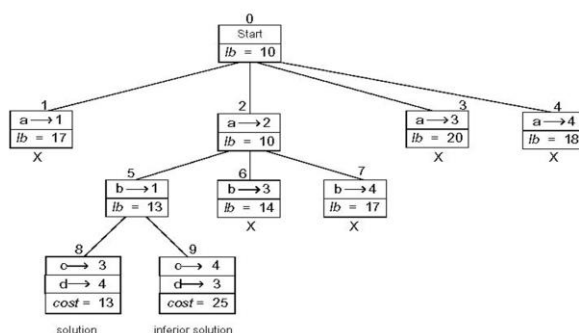 0
Start
lb = 10
1
2
3
4
a→1
a→2
a→3
a→4
lb = 17
lb = 10
lb = 20
lb = 18
X
X
X
5
6
7
b→1
b→3
b→4
lb = 13
lb = 14
lb = 17
X
X
8
9
c→ 3
c→ 4
d→ 4
d→ 3
cost = 13
cost = 25
solution
inferior solution